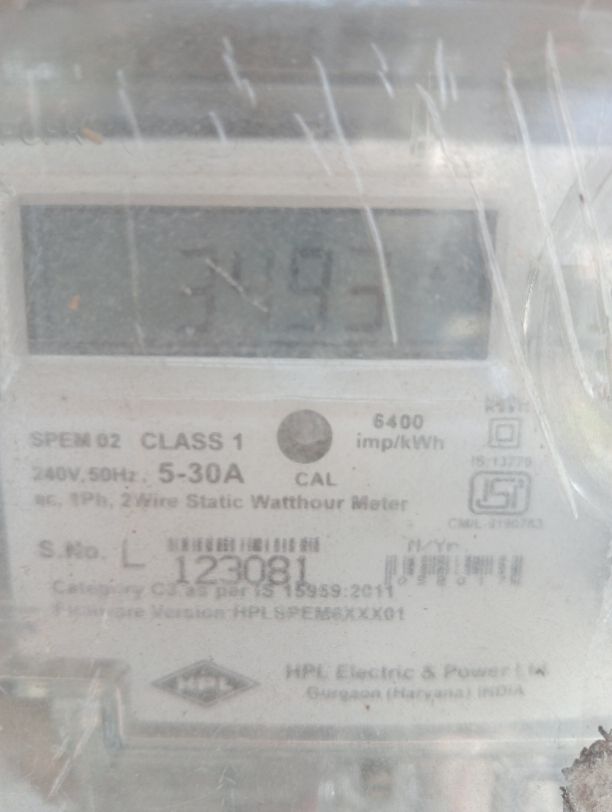 3493
SPEM 02 CLASS 1
6400
imp/kWh
240V, 50Hz. 5-30A
CAL
IS 13779
ac, 1Ph, 2Wire Static Watthour Meter
ISI
S.No. L 123081
M/Yr
Category C3 as per IS 15959:2011
Firmware Version HPLSPEM6XXX01
HPL
HPL Electric & Power Ltd
Gurgaon (Haryana) INDIA